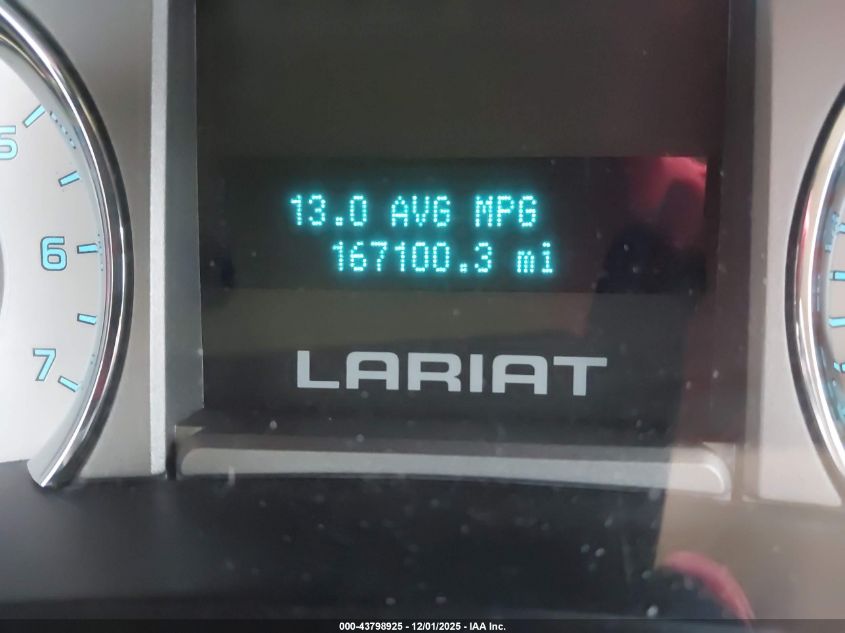 5
6
7
13.0 AVG MPG
167100.3 mi
LARIAT
000-43798925 - 12/01/2025 - IAA Inc.